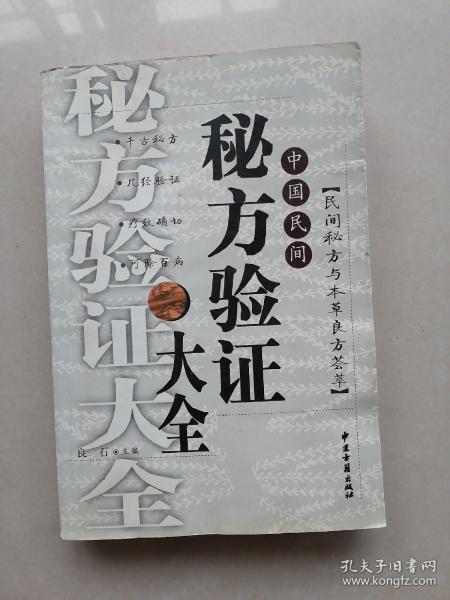 秘方验证大全
千古秘方
几经验证
疗效确切
可除百病
中国民间
秘方验证
大全
【民间秘方与本草良方荟萃】
良石 主编
中医古籍出版社
孔夫子旧书网
www.kongfz.com